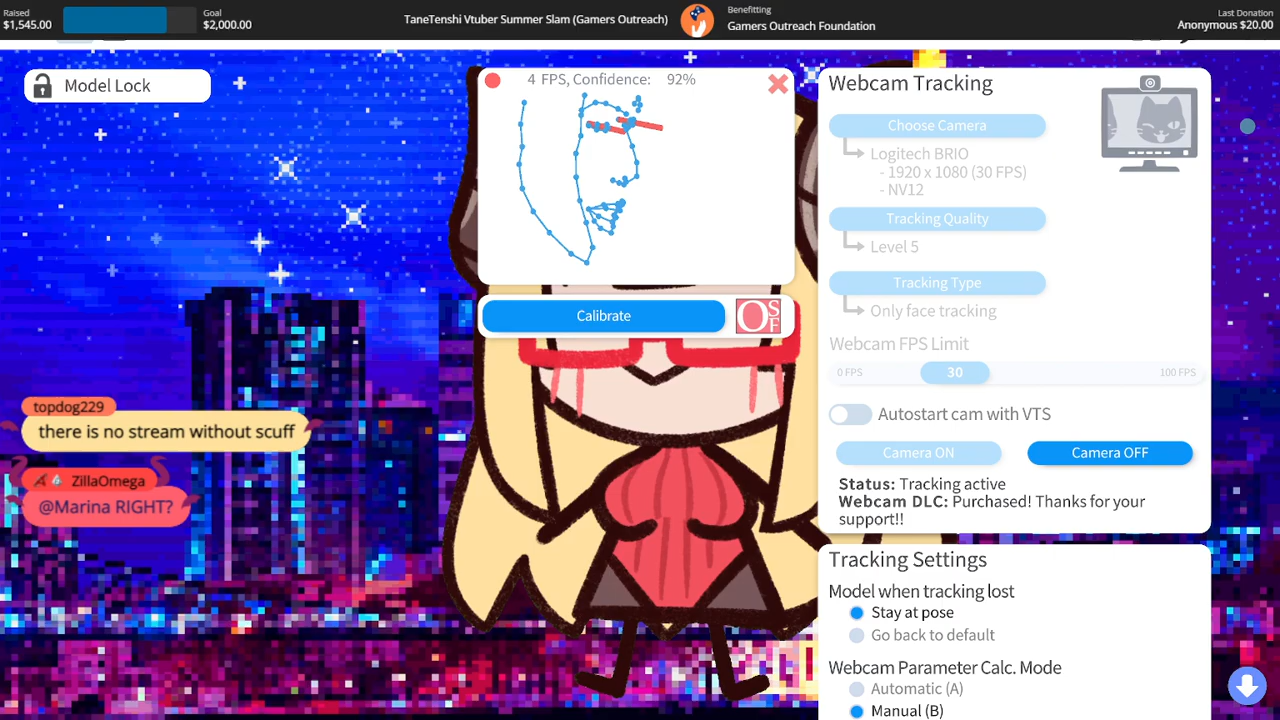 Raised
$1,545.00
Goal
$2,000.00
TaneTenshi Vtuber Summer Slam (Gamers Outreach)
Benefitting
Gamers Outreach Foundation
Last Donation
Anonymous $20.00
Model Lock
4 FPS, Confidence: 92%
Calibrate
OSF
Webcam Tracking
Choose Camera
Logitech BRIO
- 1920 x 1080 (30 FPS)
- NV12
Tracking Quality
Level 5
Tracking Type
Only face tracking
Webcam FPS Limit
0 FPS
30
100 FPS
Autostart cam with VTS
Camera ON
Camera OFF
Status: Tracking active
Webcam DLC: Purchased! Thanks for your
support!!
Tracking Settings
Model when tracking lost
Stay at pose
Go back to default
Webcam Parameter Calc. Mode
Automatic (A)
Manual (B)
topdog229
there is no stream without scuff
ZillaOmega
@Marina RIGHT?